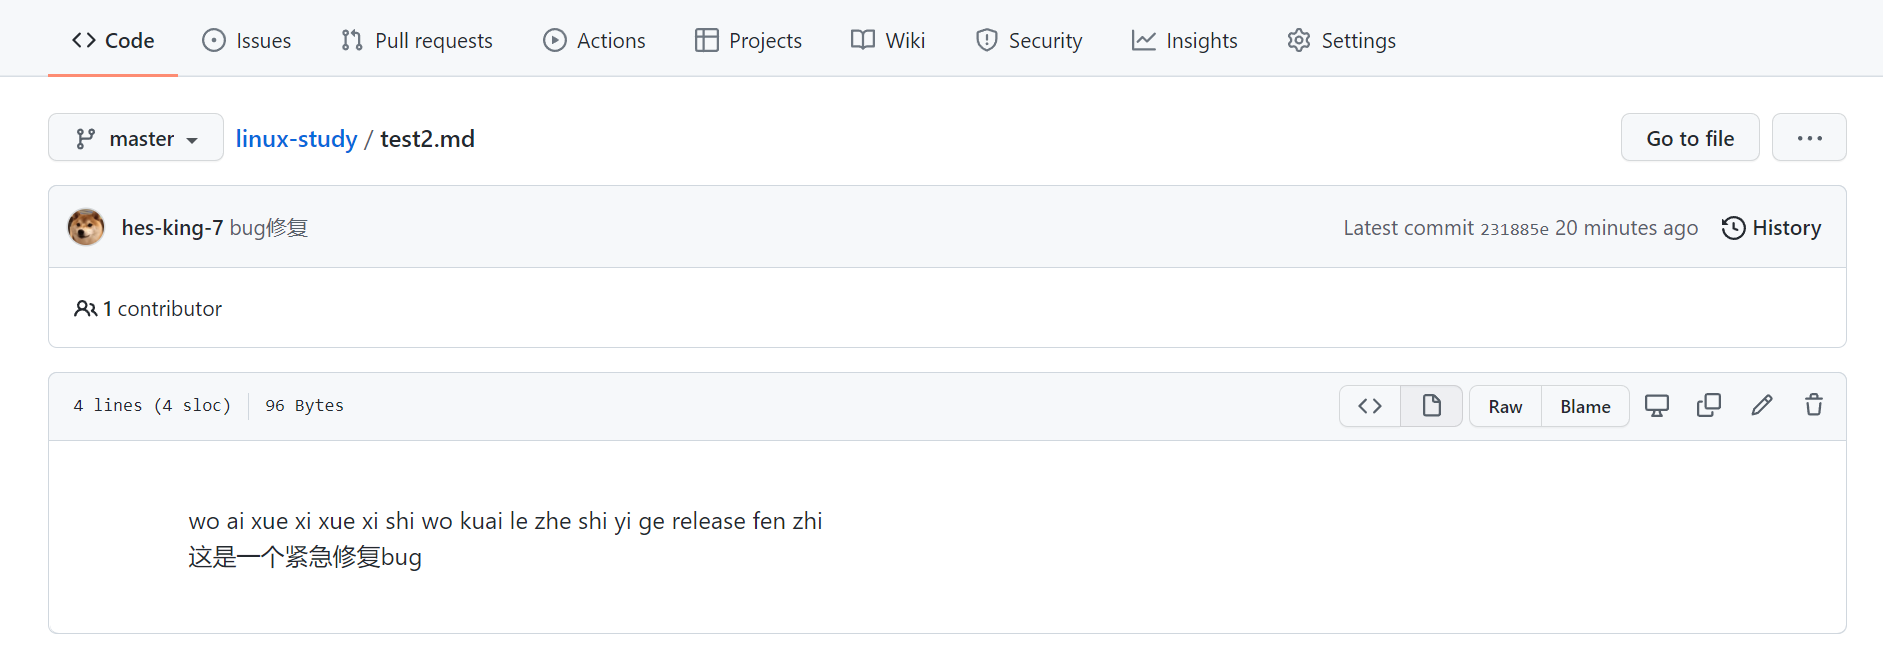 Code Issues Pull requests Actions Projects Wiki Security Insights Settings
master linux-study / test2.md Go to file ...
hes-king-7 bug修复 Latest commit 231885e 20 minutes ago History
1 contributor
4 lines (4 sloc) 96 Bytes <> Raw Blame
wo ai xue xi xue xi shi wo kuai le zhe shi yi ge release fen zhi
这是一个紧急修复bug